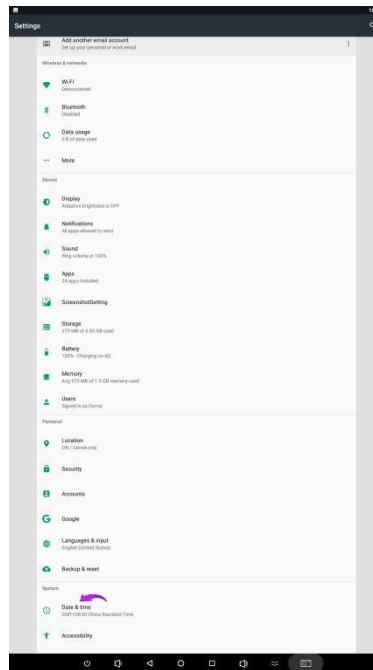 Settings
Add another email account
Set up your personal or work email
Wireless & networks
Wi-Fi
Disconnected
Bluetooth
Disabled
Data usage
0 B of data used
More
Device
Display
Adaptive brightness is OFF
Notifications
All apps allowed to send
Sound
Ring volume at 100%
Apps
24 apps installed
ScreenshotSetting
Storage
379 MB of 4.80 GB used
Battery
100% - Charging on AC
Memory
Avg 513 MB of 1.9 GB memory used
Users
Signed in as Owner
Personal
Location
ON / Device only
Security
Accounts
Google
Languages & input
English (United States)
Backup & reset
System
Date & time
GMT+08:00 China Standard Time
Accessibility